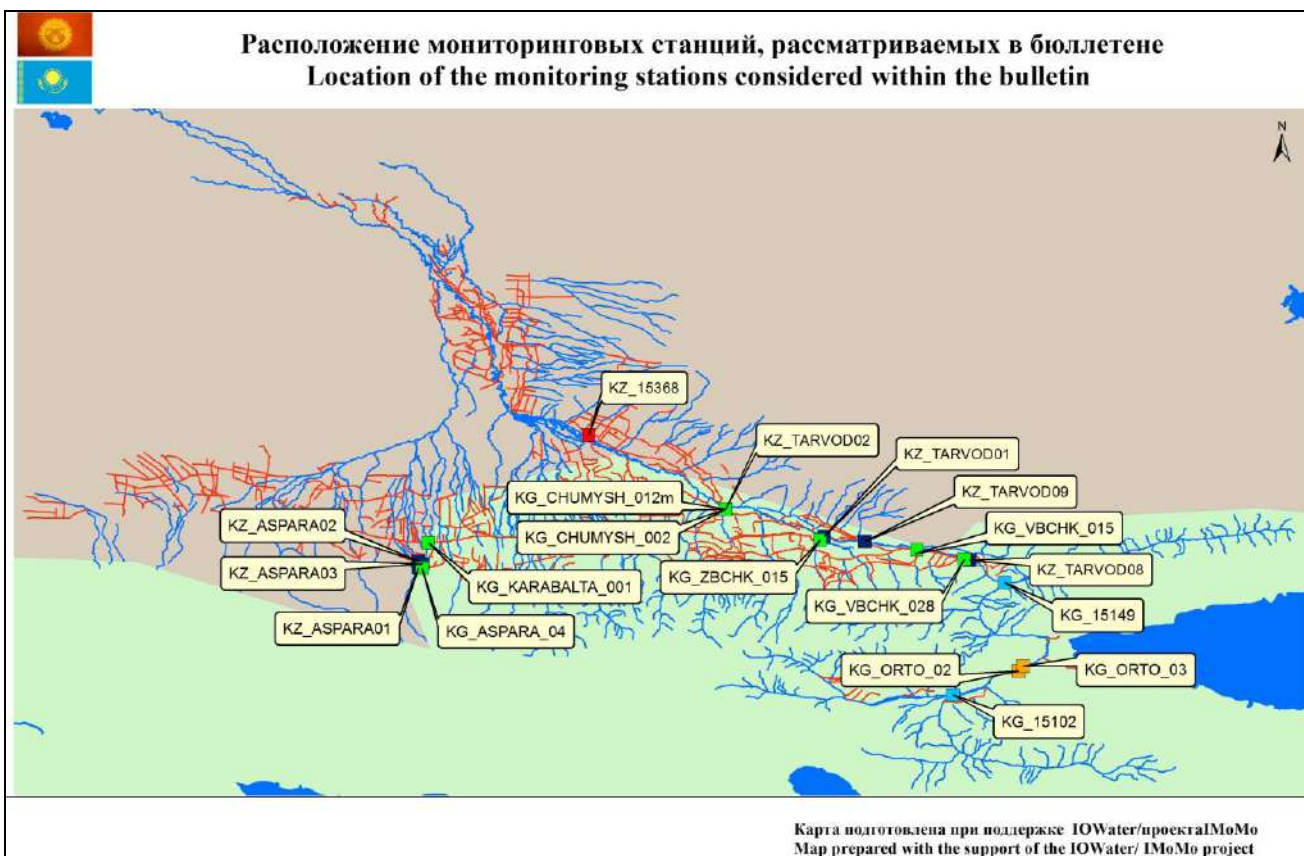 Расположение мониторинговых станций, рассматриваемых в бюллетене
Location of the monitoring stations considered within the bulletin
N
KZ_15368
KZ_TARVOD02
KZ_TARVOD01
KG_CHUMYSH_012m
KZ_TARVOD09
KZ_ASPARA02
KG_CHUMYSH_002
KG_VBCHK_015
KZ_ASPARA03
KG_KARABALTA_001
KG_ZBCHK_015
KZ_TARVOD08
KZ_ASPARA01
KG_ASPARA_04
KG_VBCHK_028
KG_15149
KG_ORTO_02
KG_ORTO_03
KG_15102
Карта подготовлена при поддержке IOWater/проектаIMoMo
Map prepared with the support of the IOWater/ IMoMo project